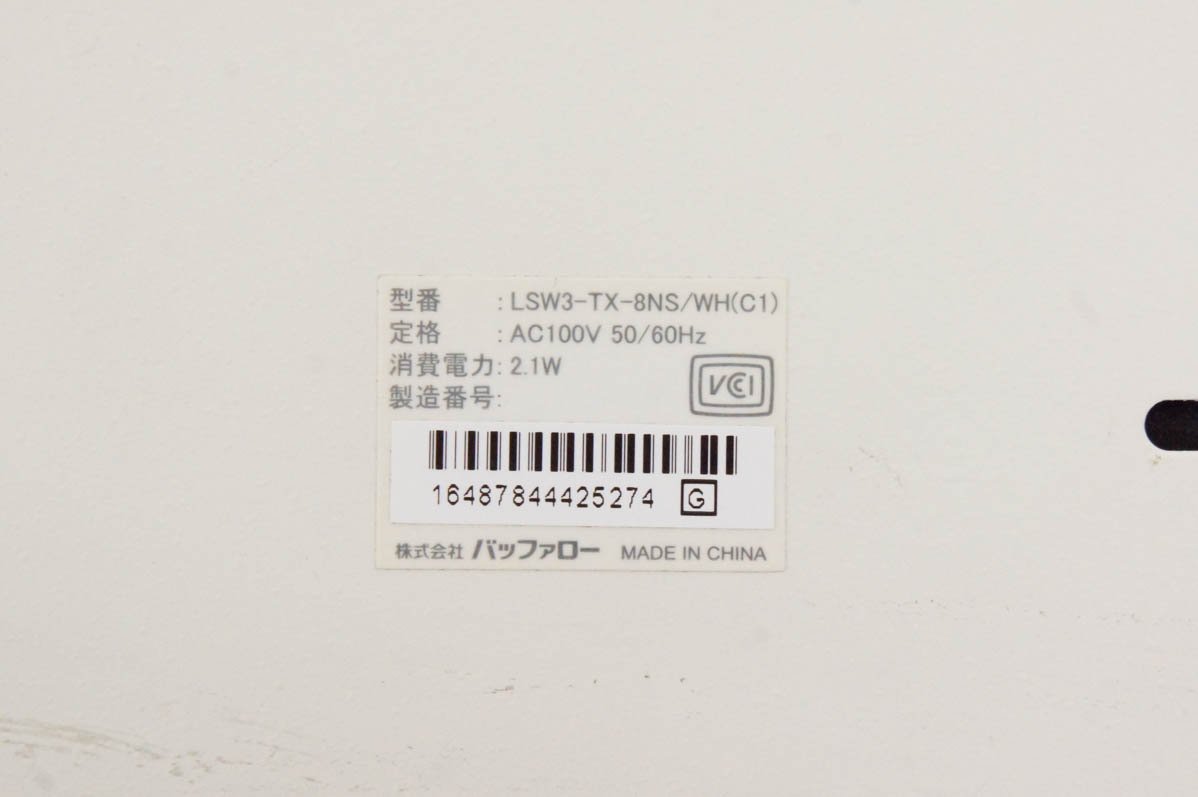 型番 : LSW3-TX-8NS/WH(C1)
定格 : AC100V 50/60Hz
消費電力: 2.1W
製造番号:
VCCI
16487844425274 G
株式会社 バッファロー MADE IN CHINA